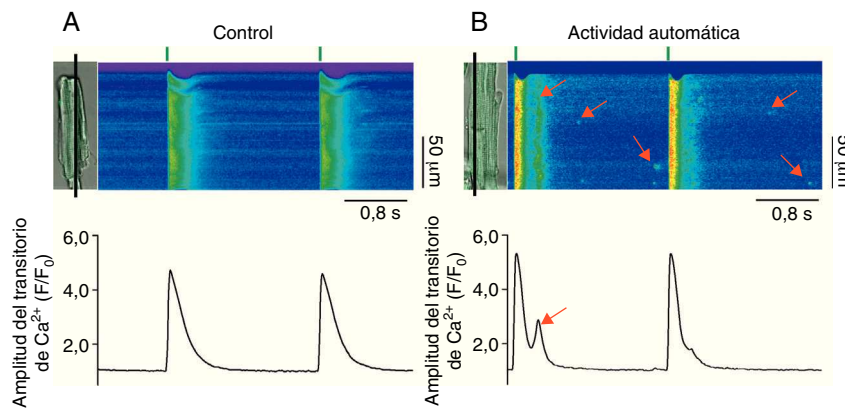 A
Control
50 µm
0,8 s
Amplitud del transitorio
de Ca2+ (F/F0)
6,0
4,0
2,0
B
Actividad automática
50 µm
0,8 s
Amplitud del transitorio
de Ca2+ (F/F0)
6,0
4,0
2,0